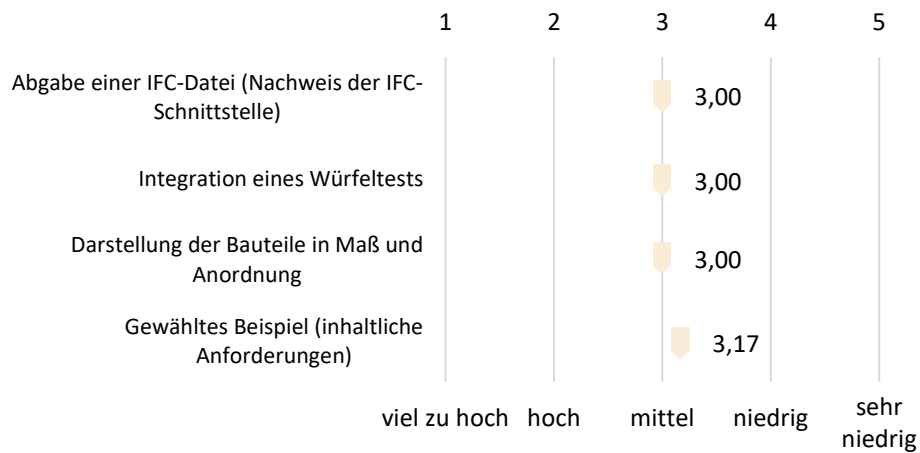 1 2 3 4 5
Abgabe einer IFC-Datei (Nachweis der IFC-
Schnittstelle)
3,00
Integration eines Würfeltests
3,00
Darstellung der Bauteile in Maß und
Anordnung
3,00
Gewähltes Beispiel (inhaltliche
Anforderungen)
3,17
viel zu hoch hoch mittel niedrig sehr
niedrig